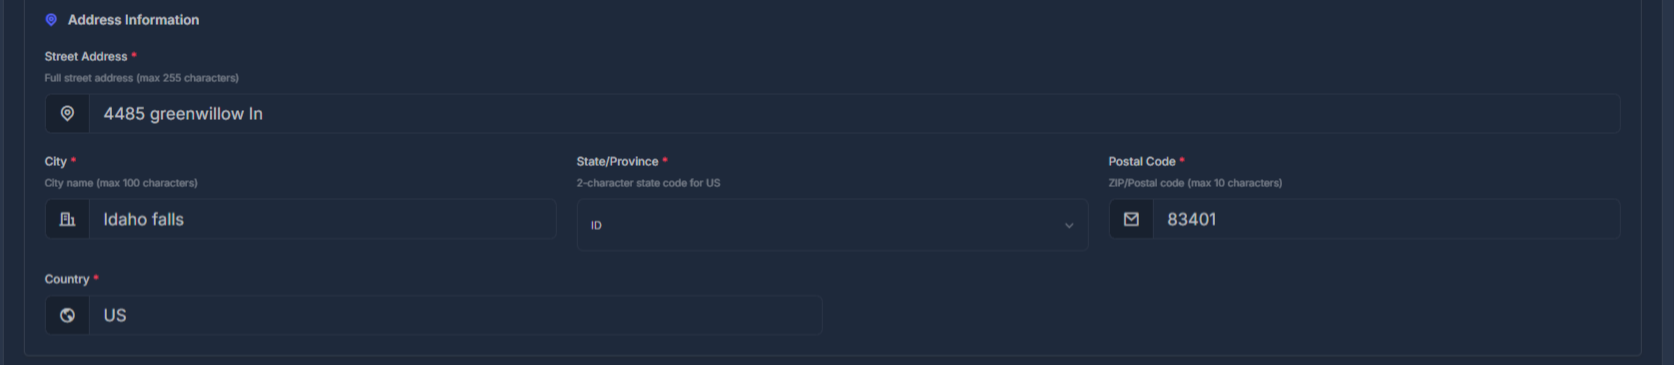 Address Information
Street Address *
Full street address (max 255 characters)
4485 greenwillow ln
City *
City name (max 100 characters)
Idaho falls
State/Province *
2-character state code for US
ID
Postal Code *
ZIP/Postal code (max 10 characters)
83401
Country *
US